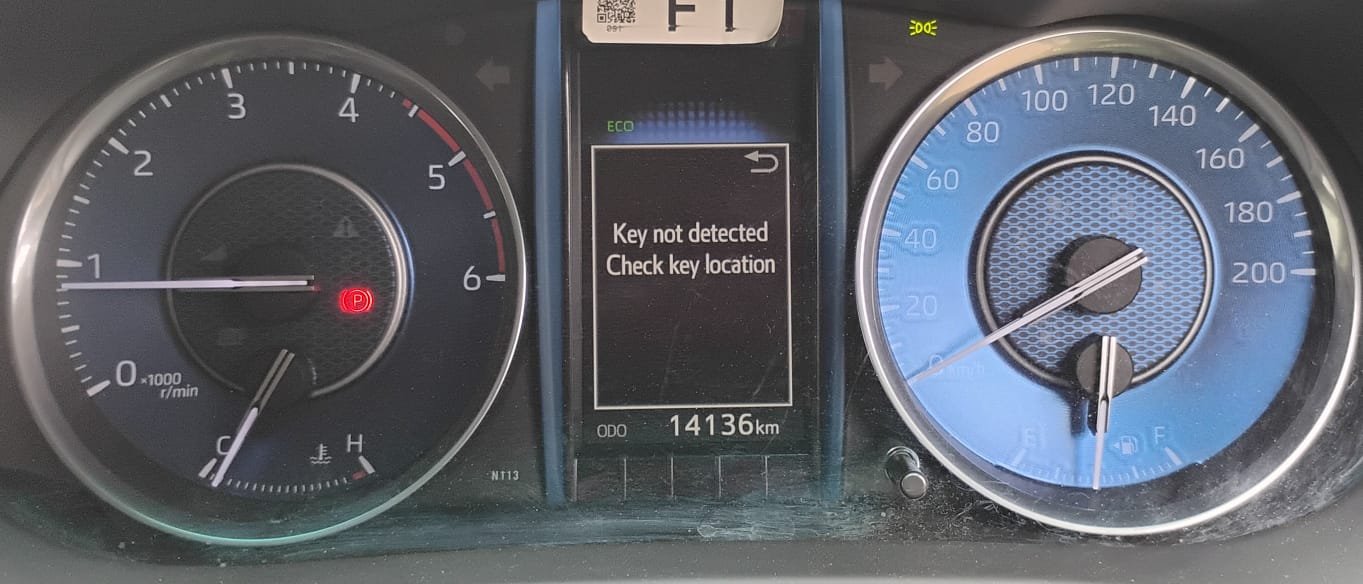 0
1
2
3
4
5
6
×1000
r/min
P
C
H
NT13
ECO
Key not detected
Check key location
ODO 14136km
0 km/h
20
40
60
80
100
120
140
160
180
200
E
F